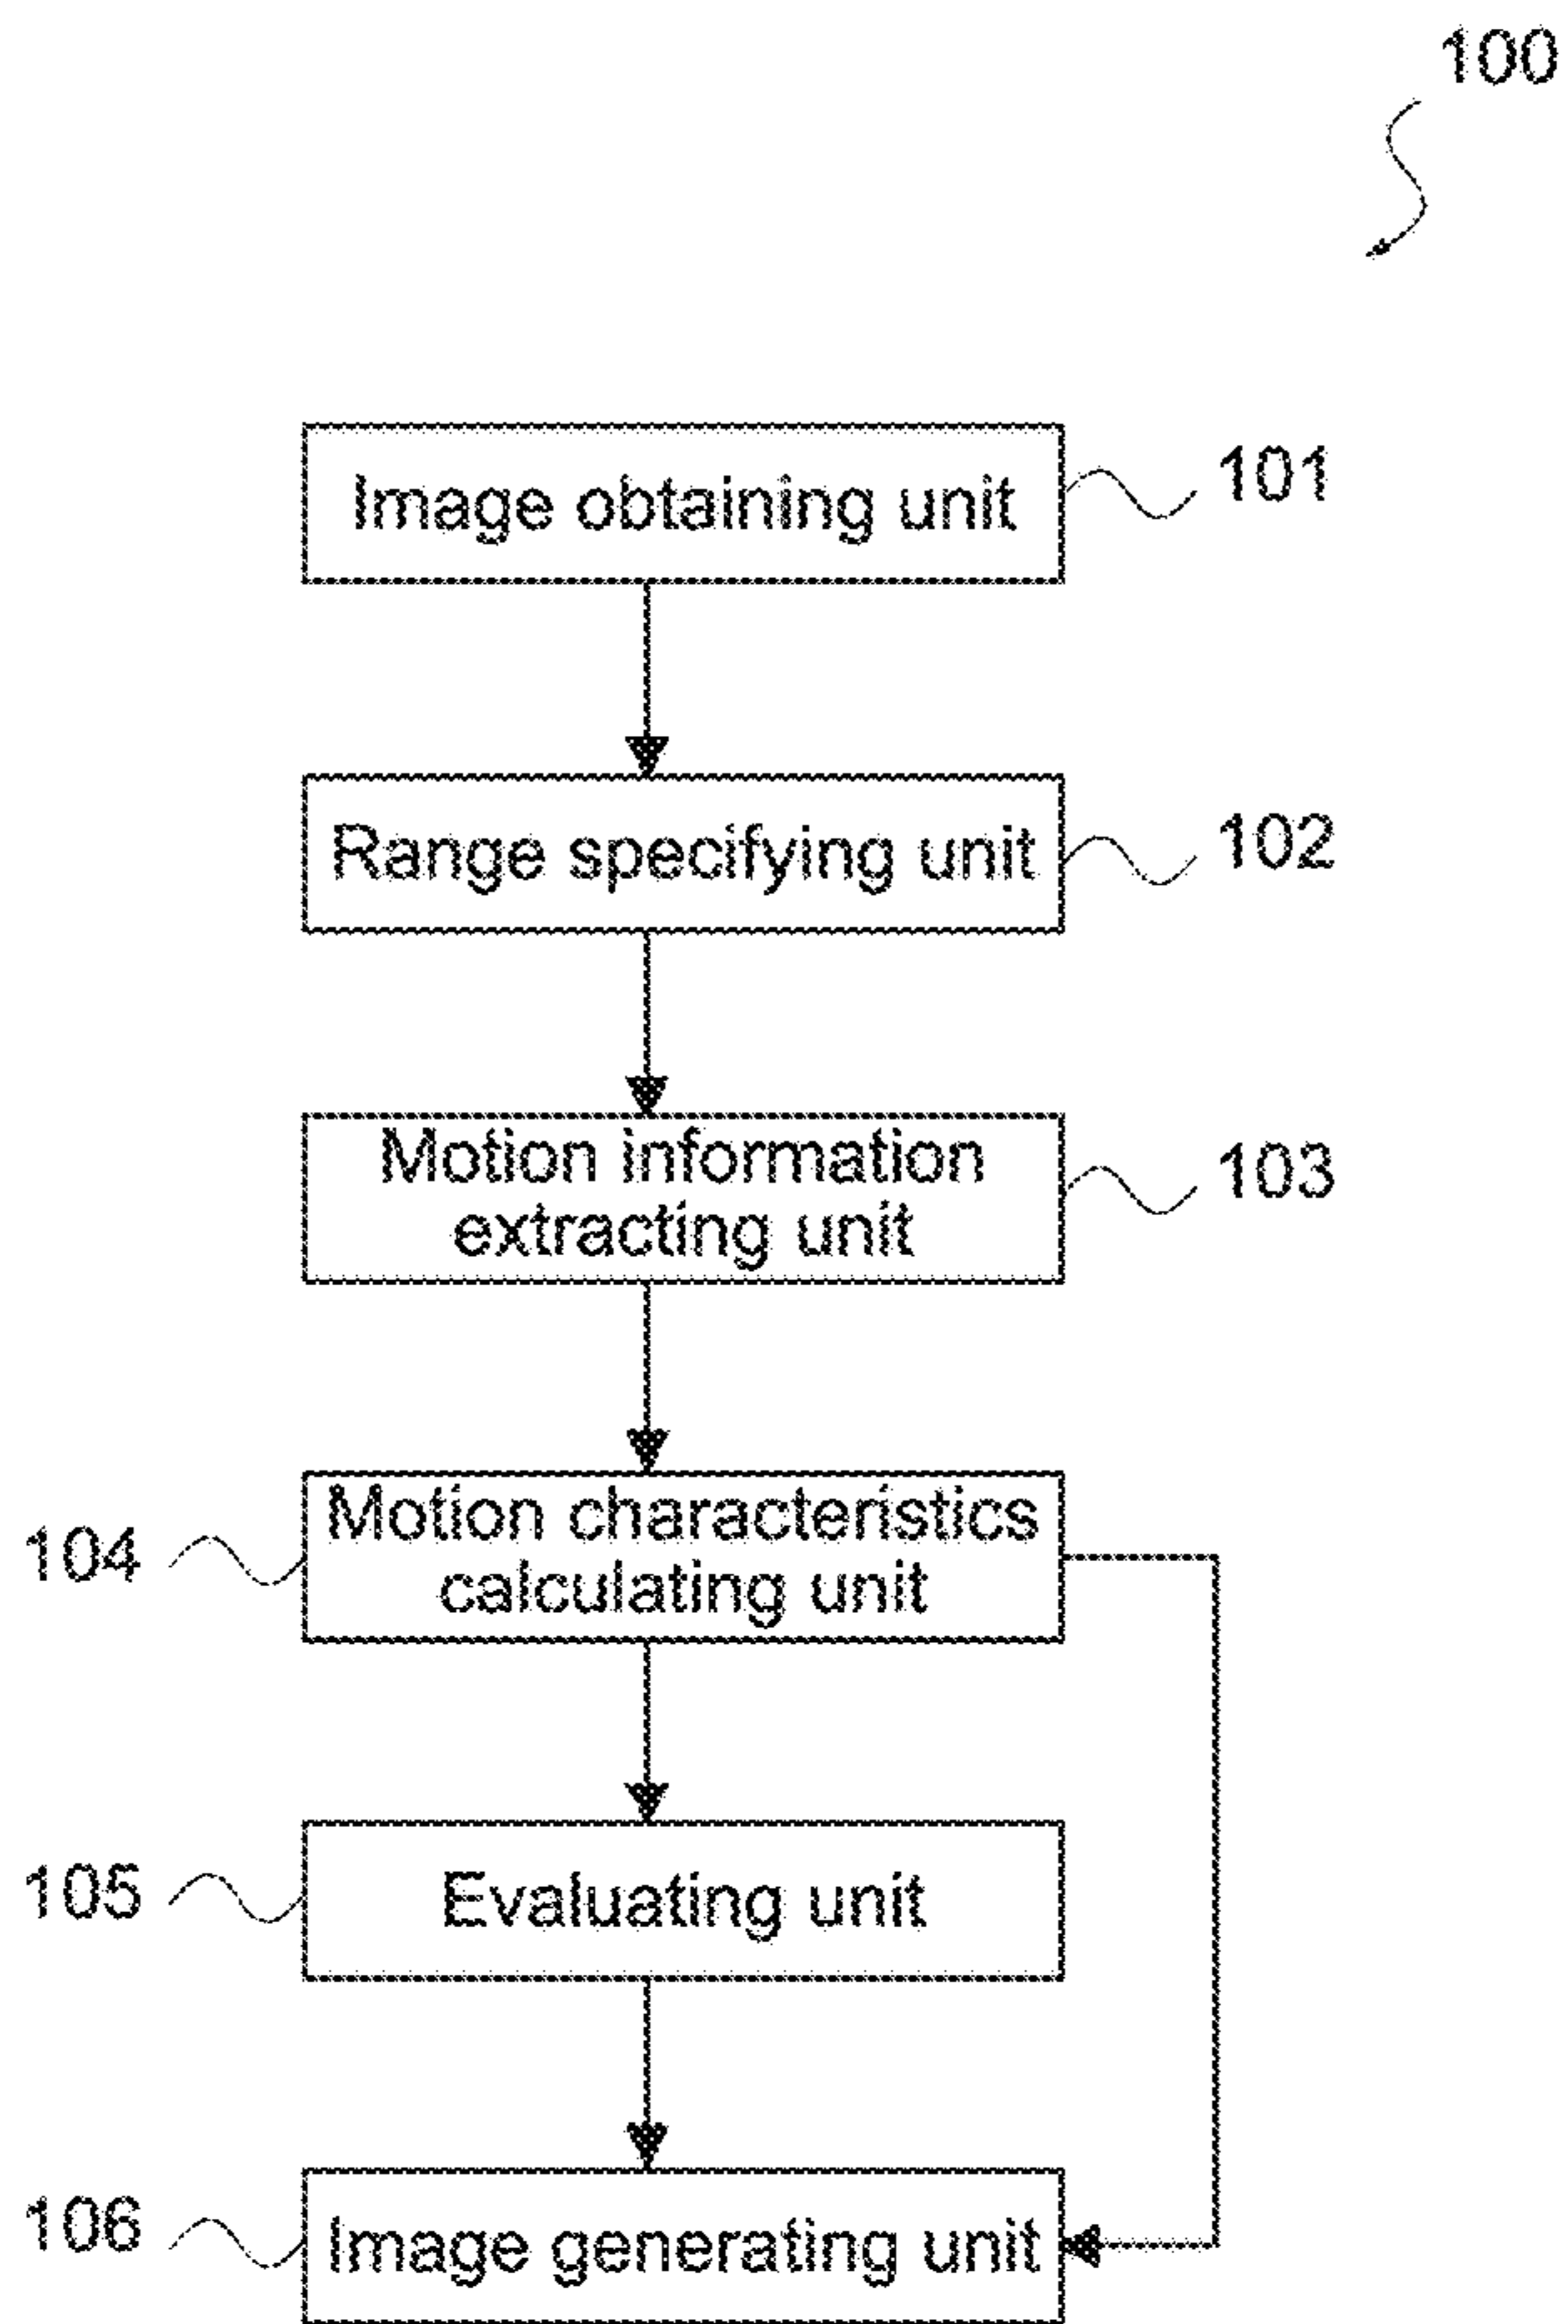 100
Image obtaining unit
101
Range specifying unit
102
Motion information
extracting unit
103
104
Motion characteristics
calculating unit
105
Evaluating unit
106
Image generating unit